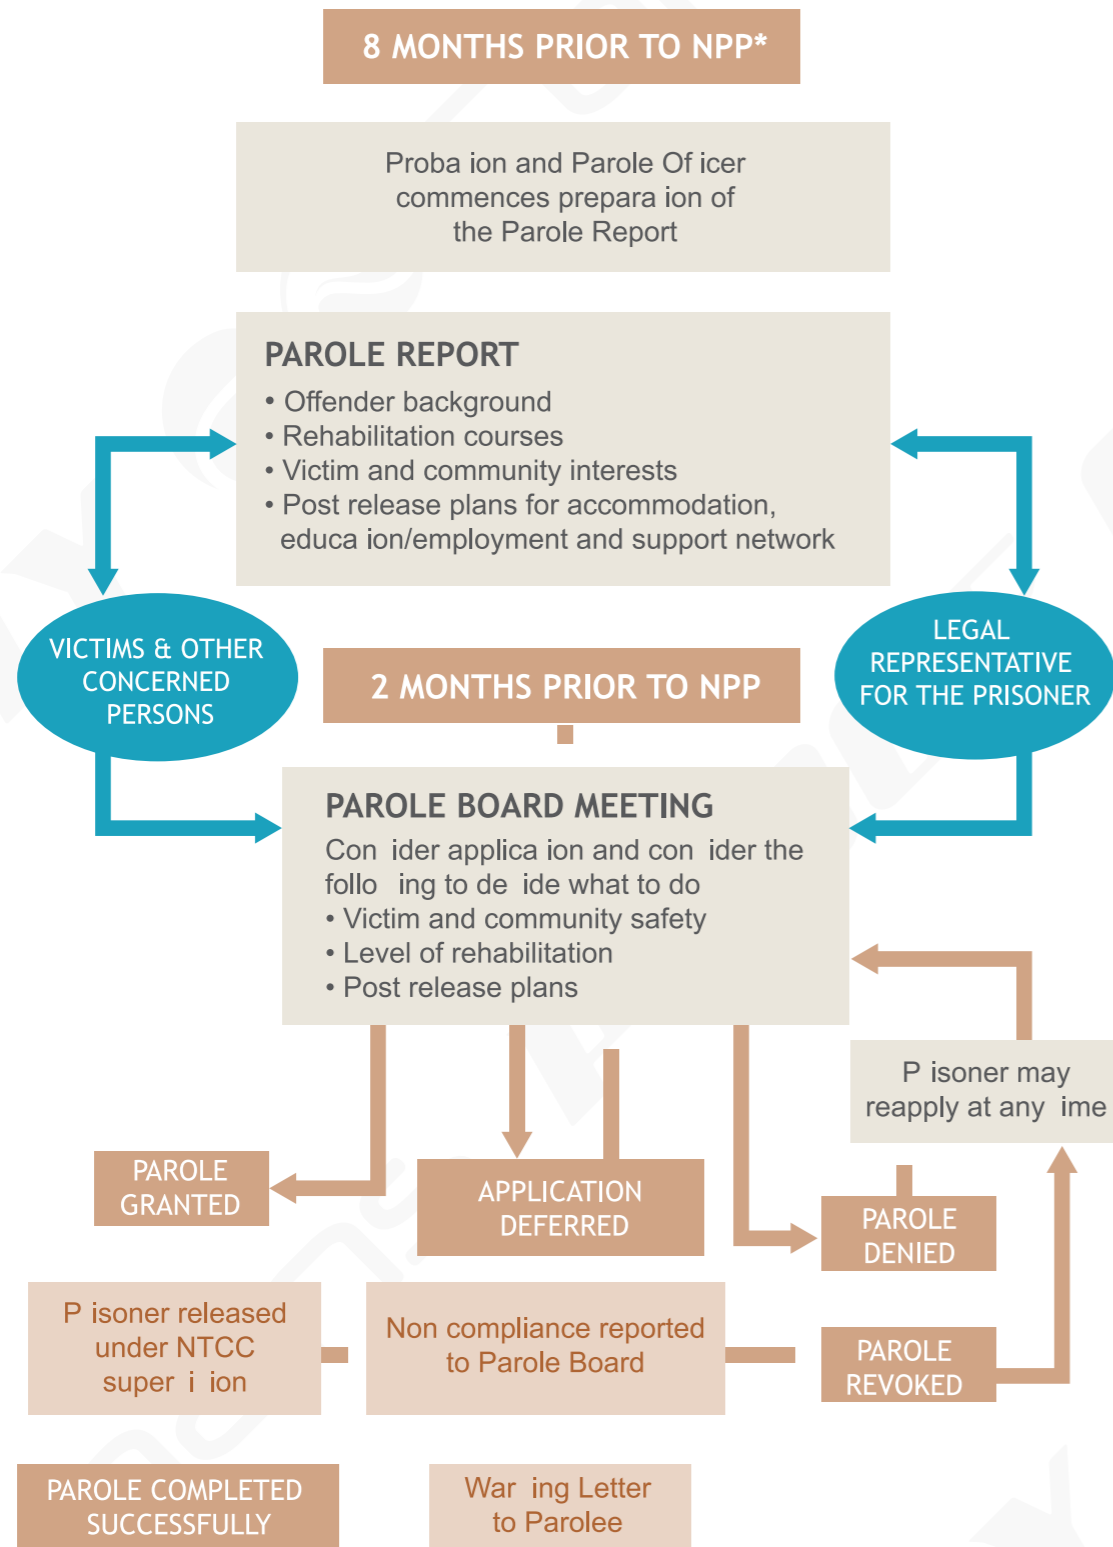 8 MONTHS PRIOR TO NPP*
Proba ion and Parole Of icer
commences prepara ion of
the Parole Report
PAROLE REPORT
• Offender background
• Rehabilitation courses
• Victim and community interests
• Post release plans for accommodation,
educa ion/employment and support network
VICTIMS & OTHER
CONCERNED
PERSONS
LEGAL
REPRESENTATIVE
FOR THE PRISONER
2 MONTHS PRIOR TO NPP
PAROLE BOARD MEETING
Con ider applica ion and con ider the
follo ing to de ide what to do
• Victim and community safety
• Level of rehabilitation
• Post release plans
P isoner may
reapply at any ime
PAROLE
GRANTED
APPLICATION
DEFERRED
PAROLE
DENIED
P isoner released
under NTCC
super i ion
Non compliance reported
to Parole Board
PAROLE
REVOKED
PAROLE COMPLETED
SUCCESSFULLY
War ing Letter
to Parolee